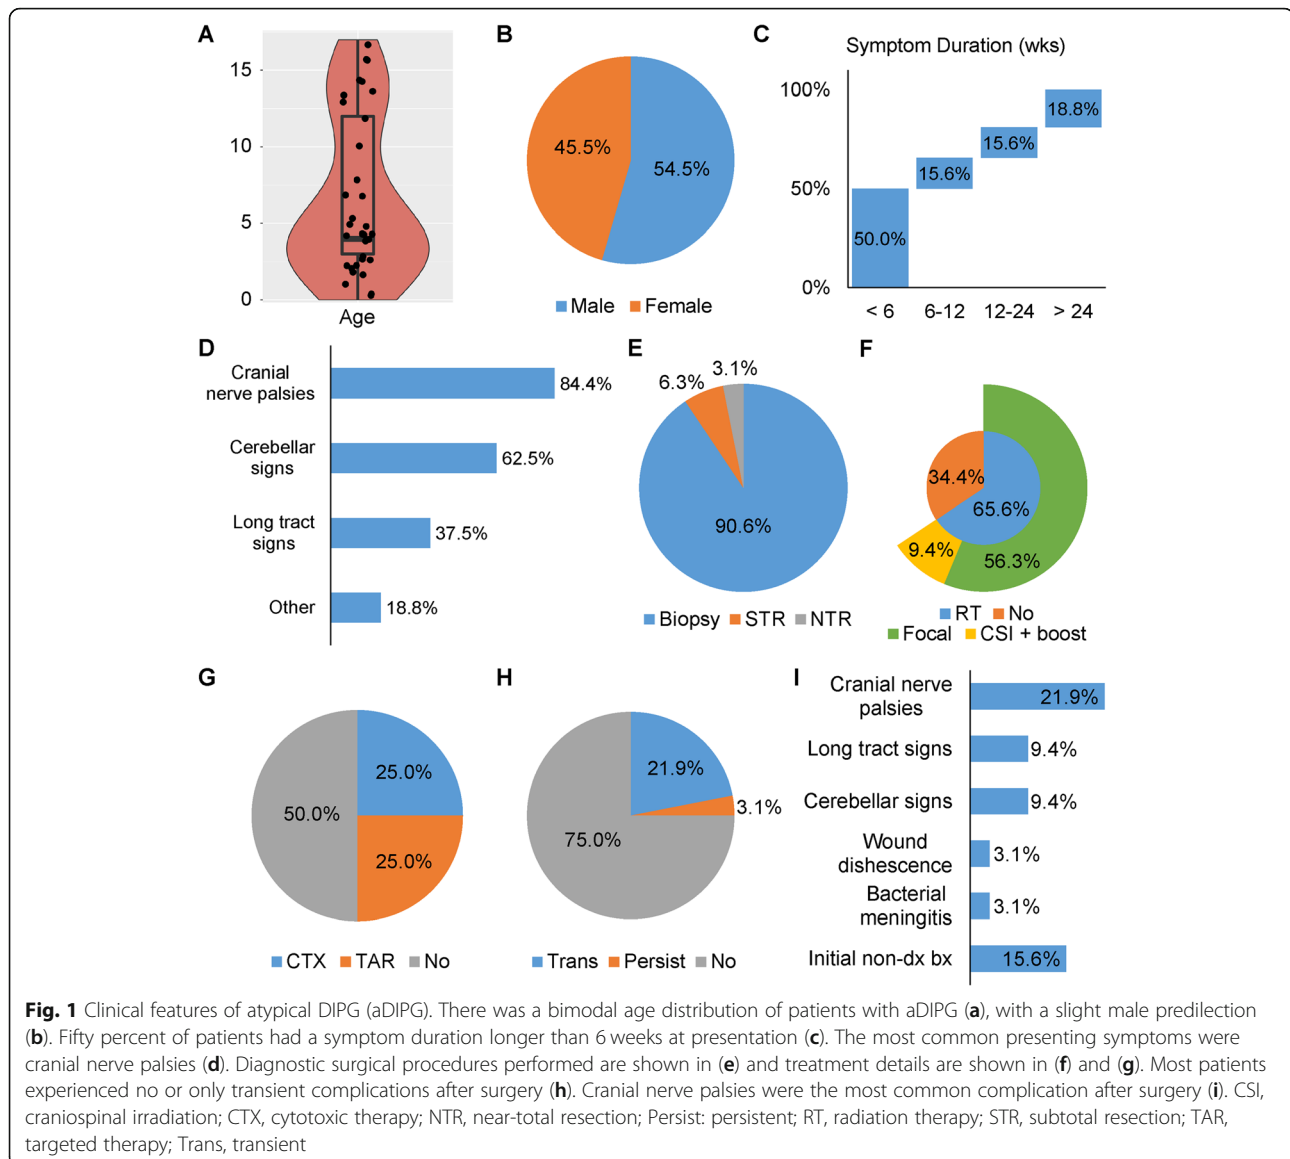 A
15
10
5
0
Age
B
45.5%
54.5%
Male Female
C
Symptom Duration (wks)
100%
50%
0%
50.0%
15.6%
15.6%
18.8%
< 6 6-12 12-24 > 24
D
Cranial
nerve palsies
84.4%
Cerebellar
signs
62.5%
Long tract
signs
37.5%
Other
18.8%
E
3.1%
6.3%
90.6%
Biopsy STR NTR
F
34.4%
65.6%
9.4%
56.3%
RT No
Focal CSI + boost
G
25.0%
50.0%
25.0%
CTX TAR No
H
21.9%
3.1%
75.0%
Trans Persist No
I
Cranial nerve
palsies
21.9%
Long tract signs
9.4%
Cerebellar signs
9.4%
Wound
dishescence
3.1%
Bacterial
meningitis
3.1%
Initial non-dx bx
15.6%
Fig. 1 Clinical features of atypical DIPG (aDIPG). There was a bimodal age distribution of patients with aDIPG (a), with a slight male predilection
(b). Fifty percent of patients had a symptom duration longer than 6 weeks at presentation (c). The most common presenting symptoms were
cranial nerve palsies (d). Diagnostic surgical procedures performed are shown in (e) and treatment details are shown in (f) and (g). Most patients
experienced no or only transient complications after surgery (h). Cranial nerve palsies were the most common complication after surgery (i). CSI,
craniospinal irradiation; CTX, cytotoxic therapy; NTR, near-total resection; Persist: persistent; RT, radiation therapy; STR, subtotal resection; TAR,
targeted therapy; Trans, transient